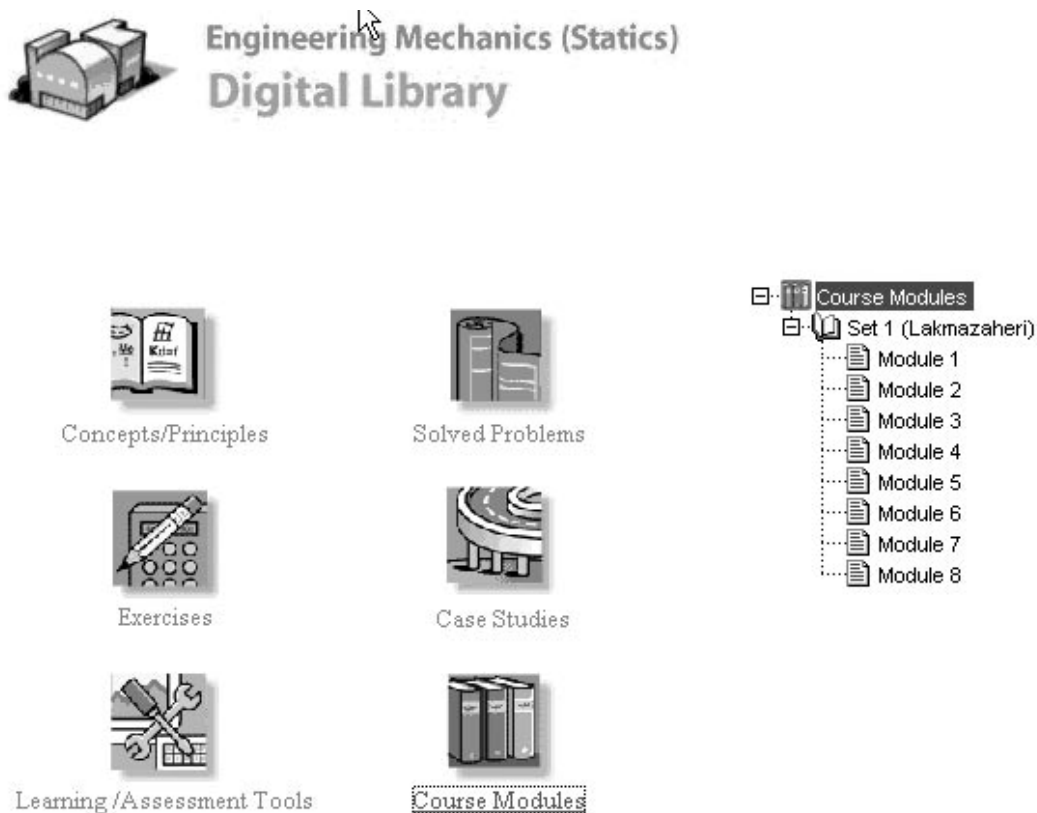 Engineering Mechanics (Statics)
Digital Library
Course Modules
Set 1 (Lakmazaheri)
Module 1
Module 2
Module 3
Module 4
Module 5
Module 6
Module 7
Module 8
Concepts/Principles
Solved Problems
Exercises
Case Studies
Learning /Assessment Tools
Course Modules